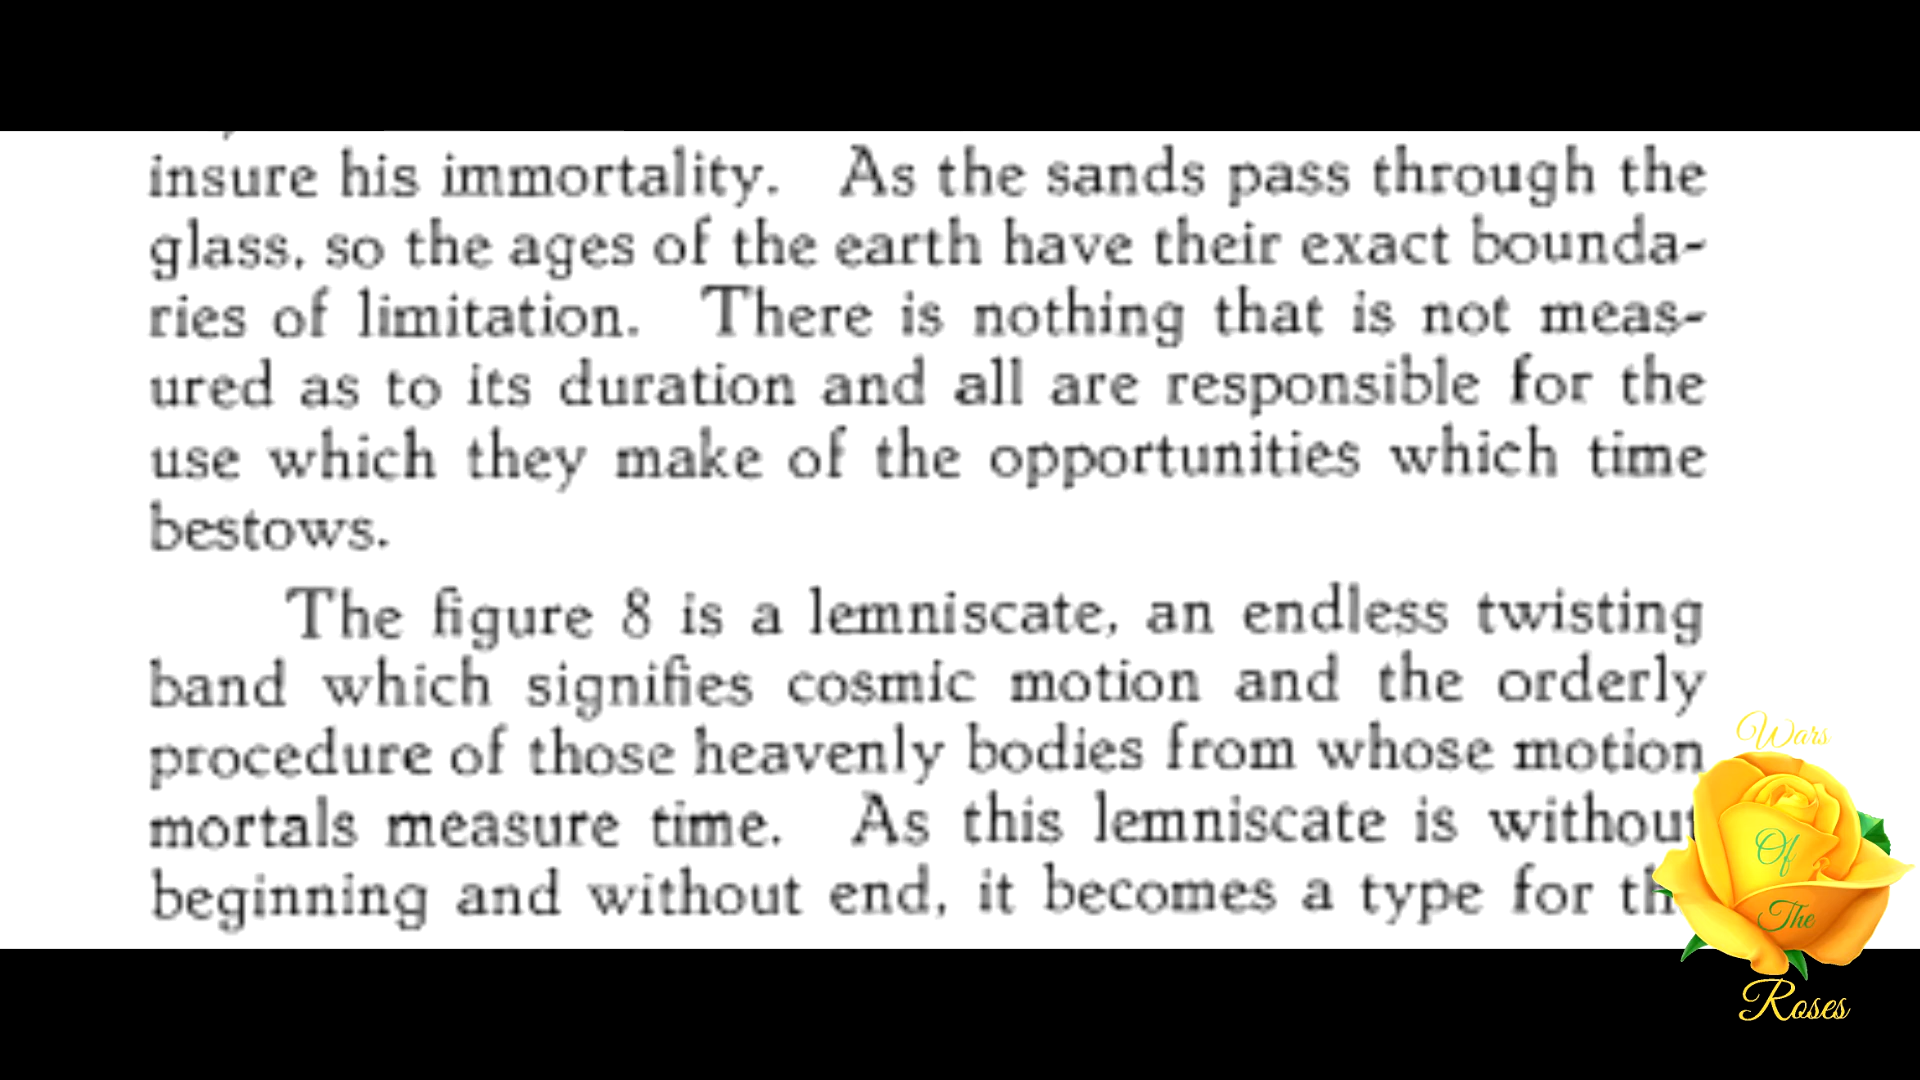 insure his immortality. As the sands pass through the
glass, so the ages of the earth have their exact bounda-
ries of limitation. There is nothing that is not meas-
ured as to its duration and all are responsible for the
use which they make of the opportunities which time
bestows.
The figure 8 is a lemniscate, an endless twisting
band which signifies cosmic motion and the orderly
procedure of those heavenly bodies from whose motion
mortals measure time. As this lemniscate is without
beginning and without end, it becomes a type for
Wars
Of
The
Roses